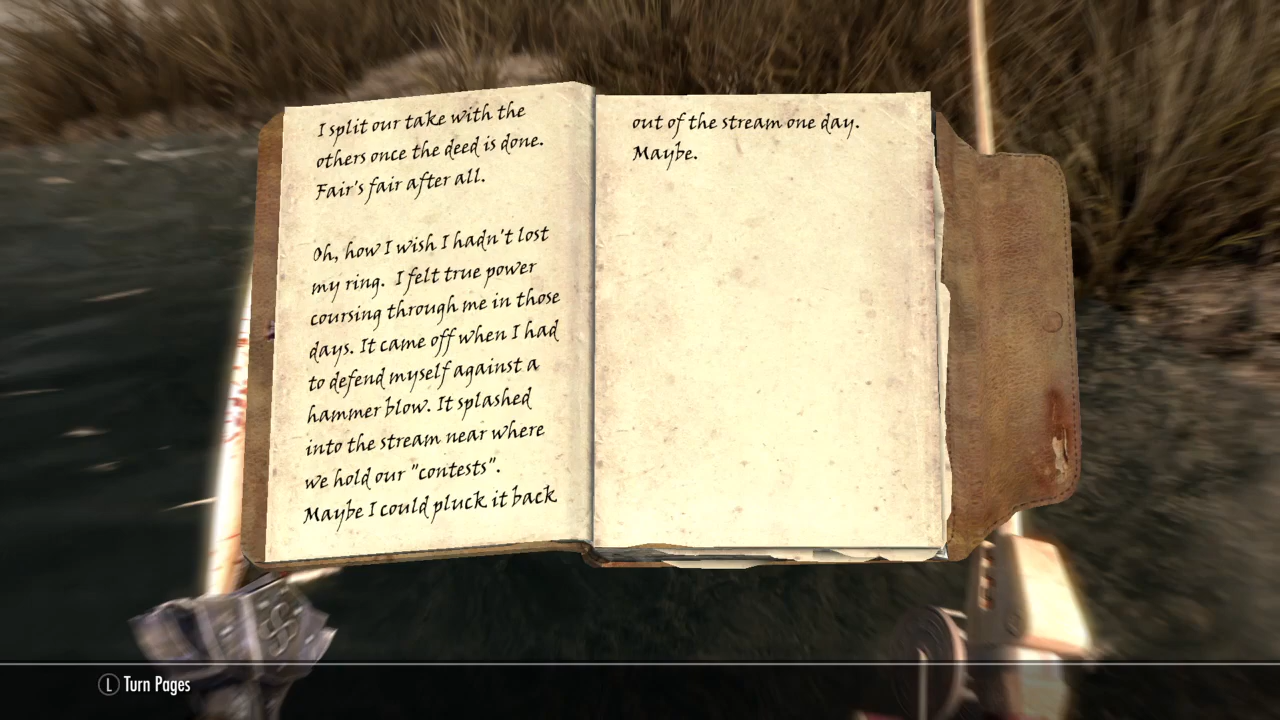 I split our take with the
others once the deed is done.
Fair's fair after all.
Oh, how I wish I hadn't lost
my ring. I felt true power
coursing through me in those
days. It came off when I had
to defend myself against a
hammer blow. It splashed
into the stream near where
we hold our "contests".
Maybe I could pluck it back
out of the stream one day.
Maybe.
L Turn Pages